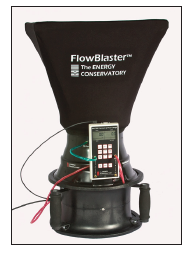 FlowBlaster™
The ENERGY
CONSERVATORY